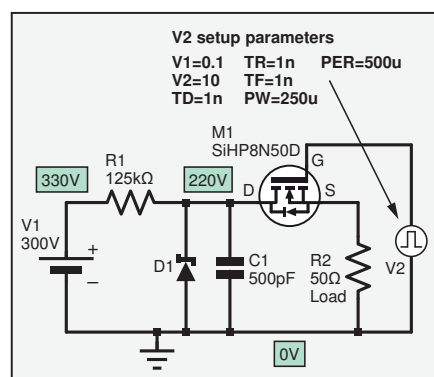 V2 setup parameters
V1=0.1 TR=1n PER=500u
V2=10 TF=1n
TD=1n PW=250u
M1
SiHP8N50D
G
R1
125kΩ
330V
220V
D
S
V1
300V
+
–
D1
C1
500pF
R2
50Ω
Load
V2
0V